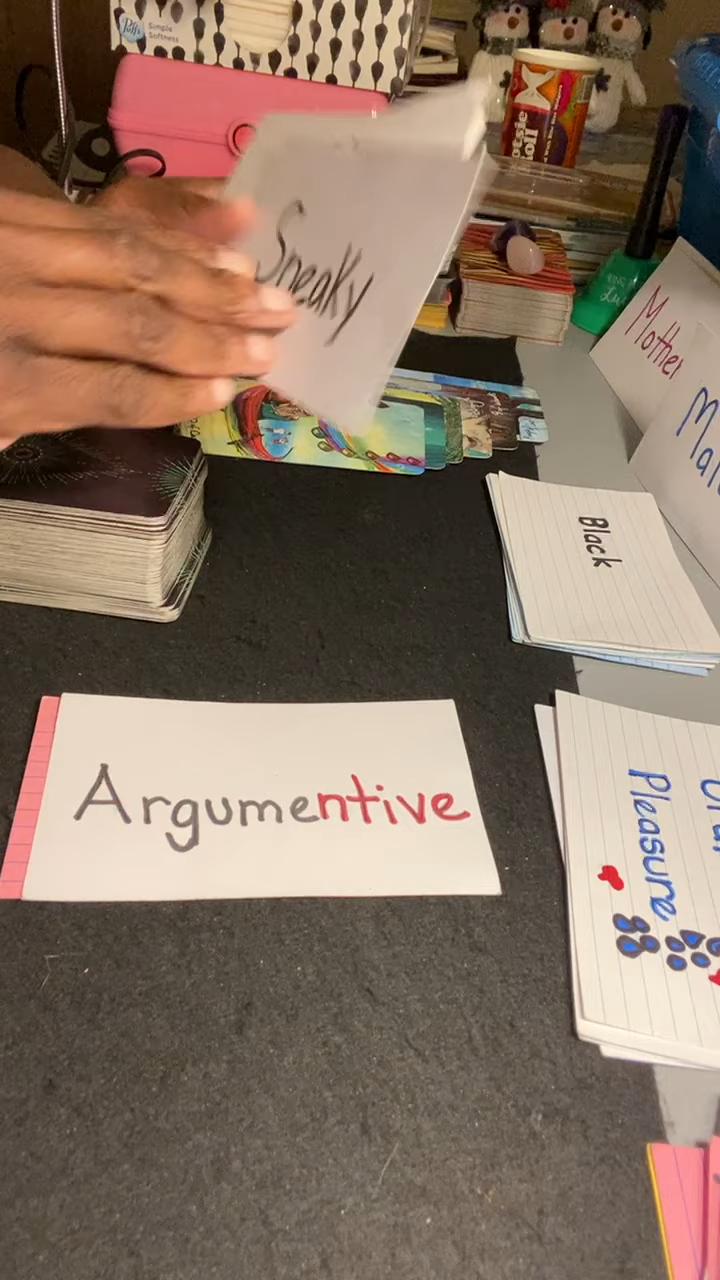 Puffs Simple
Softness
Sneaky
Mother
Black
Argumentive
Pleasure